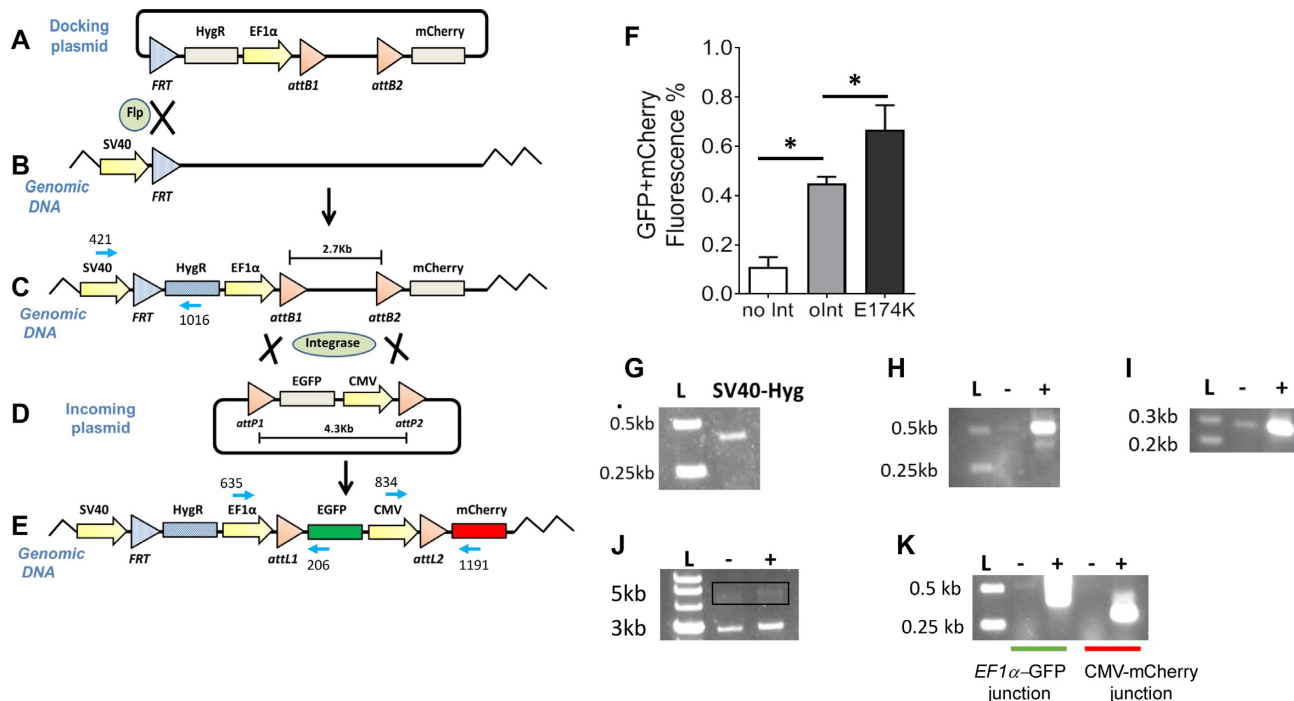 A
Docking
plasmid
HygR
EF1α
mCherry
FRT
attB1
attB2
Flp
B
SV40
Genomic
DNA
FRT
C
421
2.7Kb
SV40
HygR
EF1α
mCherry
Genomic
DNA
FRT
1016
attB1
attB2
Integrase
D
Incoming
plasmid
EGFP
CMV
attP1
attP2
4.3Kb
E
635
834
SV40
HygR
EF1α
EGFP
CMV
mCherry
Genomic
DNA
FRT
attL1
attL2
206
1191
F
GFP+mCherry
Fluorescence %
1.0
0.8
0.6
0.4
0.2
0.0
*
*
no Int
oInt
E174K
G
L SV40-Hyg
0.5kb
0.25kb
H
L - +
0.5kb
0.25kb
I
L - +
0.3kb
0.2kb
J
L - +
5kb
3kb
K
L - + - +
0.5 kb
0.25 kb
EF1α–GFP
junction
CMV-mCherry
junction